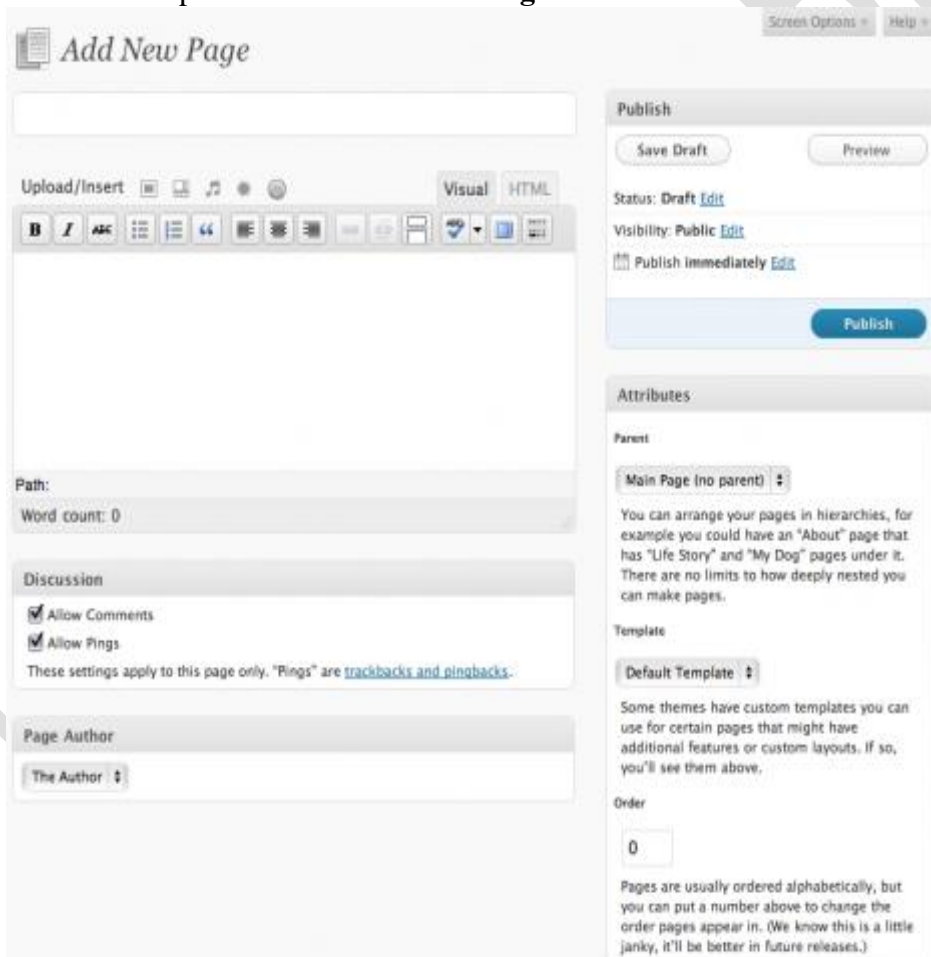 Screen Options Help
Add New Page
Upload/Insert Visual HTML
B I ABC
Path:
Word count: 0
Discussion
Allow Comments
Allow Pings
These settings apply to this page only. "Pings" are trackbacks and pingbacks.
Page Author
The Author
Publish
Save Draft Preview
Status: Draft Edit
Visibility: Public Edit
Publish immediately Edit
Publish
Attributes
Parent
Main Page (no parent)
You can arrange your pages in hierarchies, for
example you could have an "About" page that
has "Life Story" and "My Dog" pages under it.
There are no limits to how deeply nested you
can make pages.
Template
Default Template
Some themes have custom templates you can
use for certain pages that might have
additional features or custom layouts. If so,
you'll see them above.
Order
0
Pages are usually ordered alphabetically, but
you can put a number above to change the
order pages appear in. (We know this is a little
janky, it'll be better in future releases.)